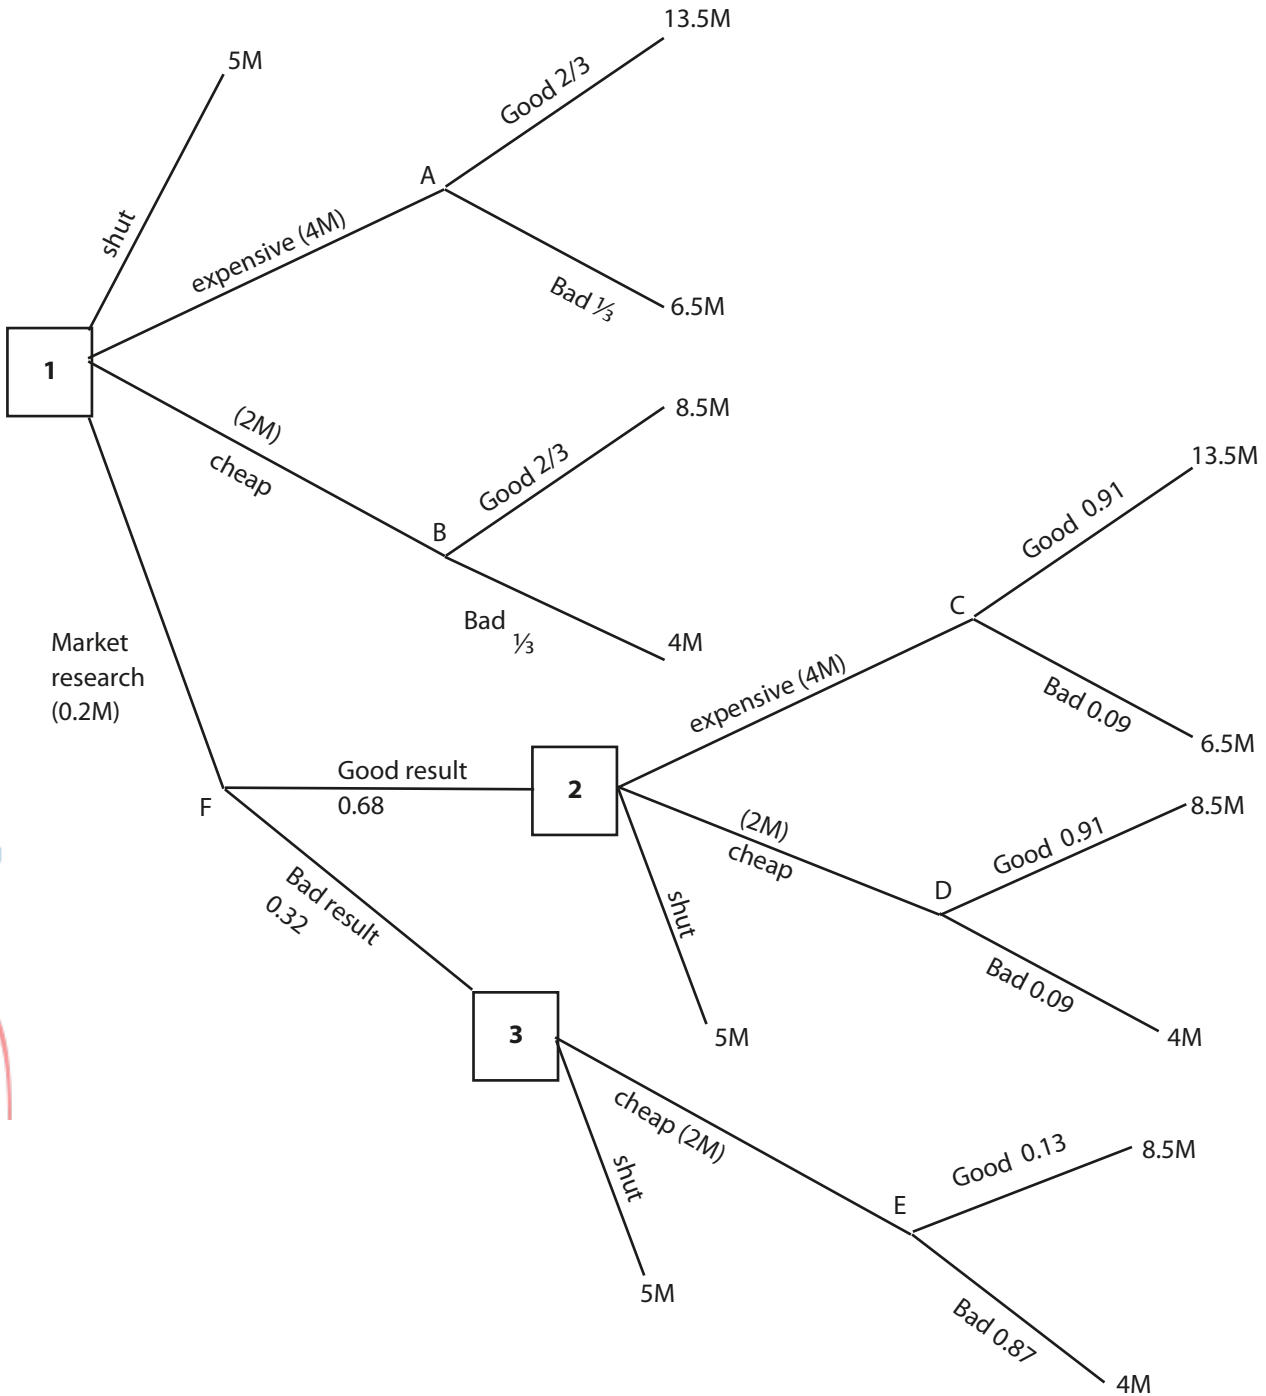 13.5M
5M
Good 2/3
A
shut
expensive (4M)
Bad ⅓
6.5M
1
(2M)
cheap
8.5M
Good 2/3
B
Bad
⅓
4M
13.5M
Good 0.91
C
Market
research
(0.2M)
expensive (4M)
Bad 0.09
6.5M
Good result
0.68
F
2
(2M)
cheap
8.5M
Good 0.91
D
Bad result
0.32
shut
Bad 0.09
5M
4M
3
cheap (2M)
shut
Good 0.13
8.5M
E
5M
Bad 0.87
4M